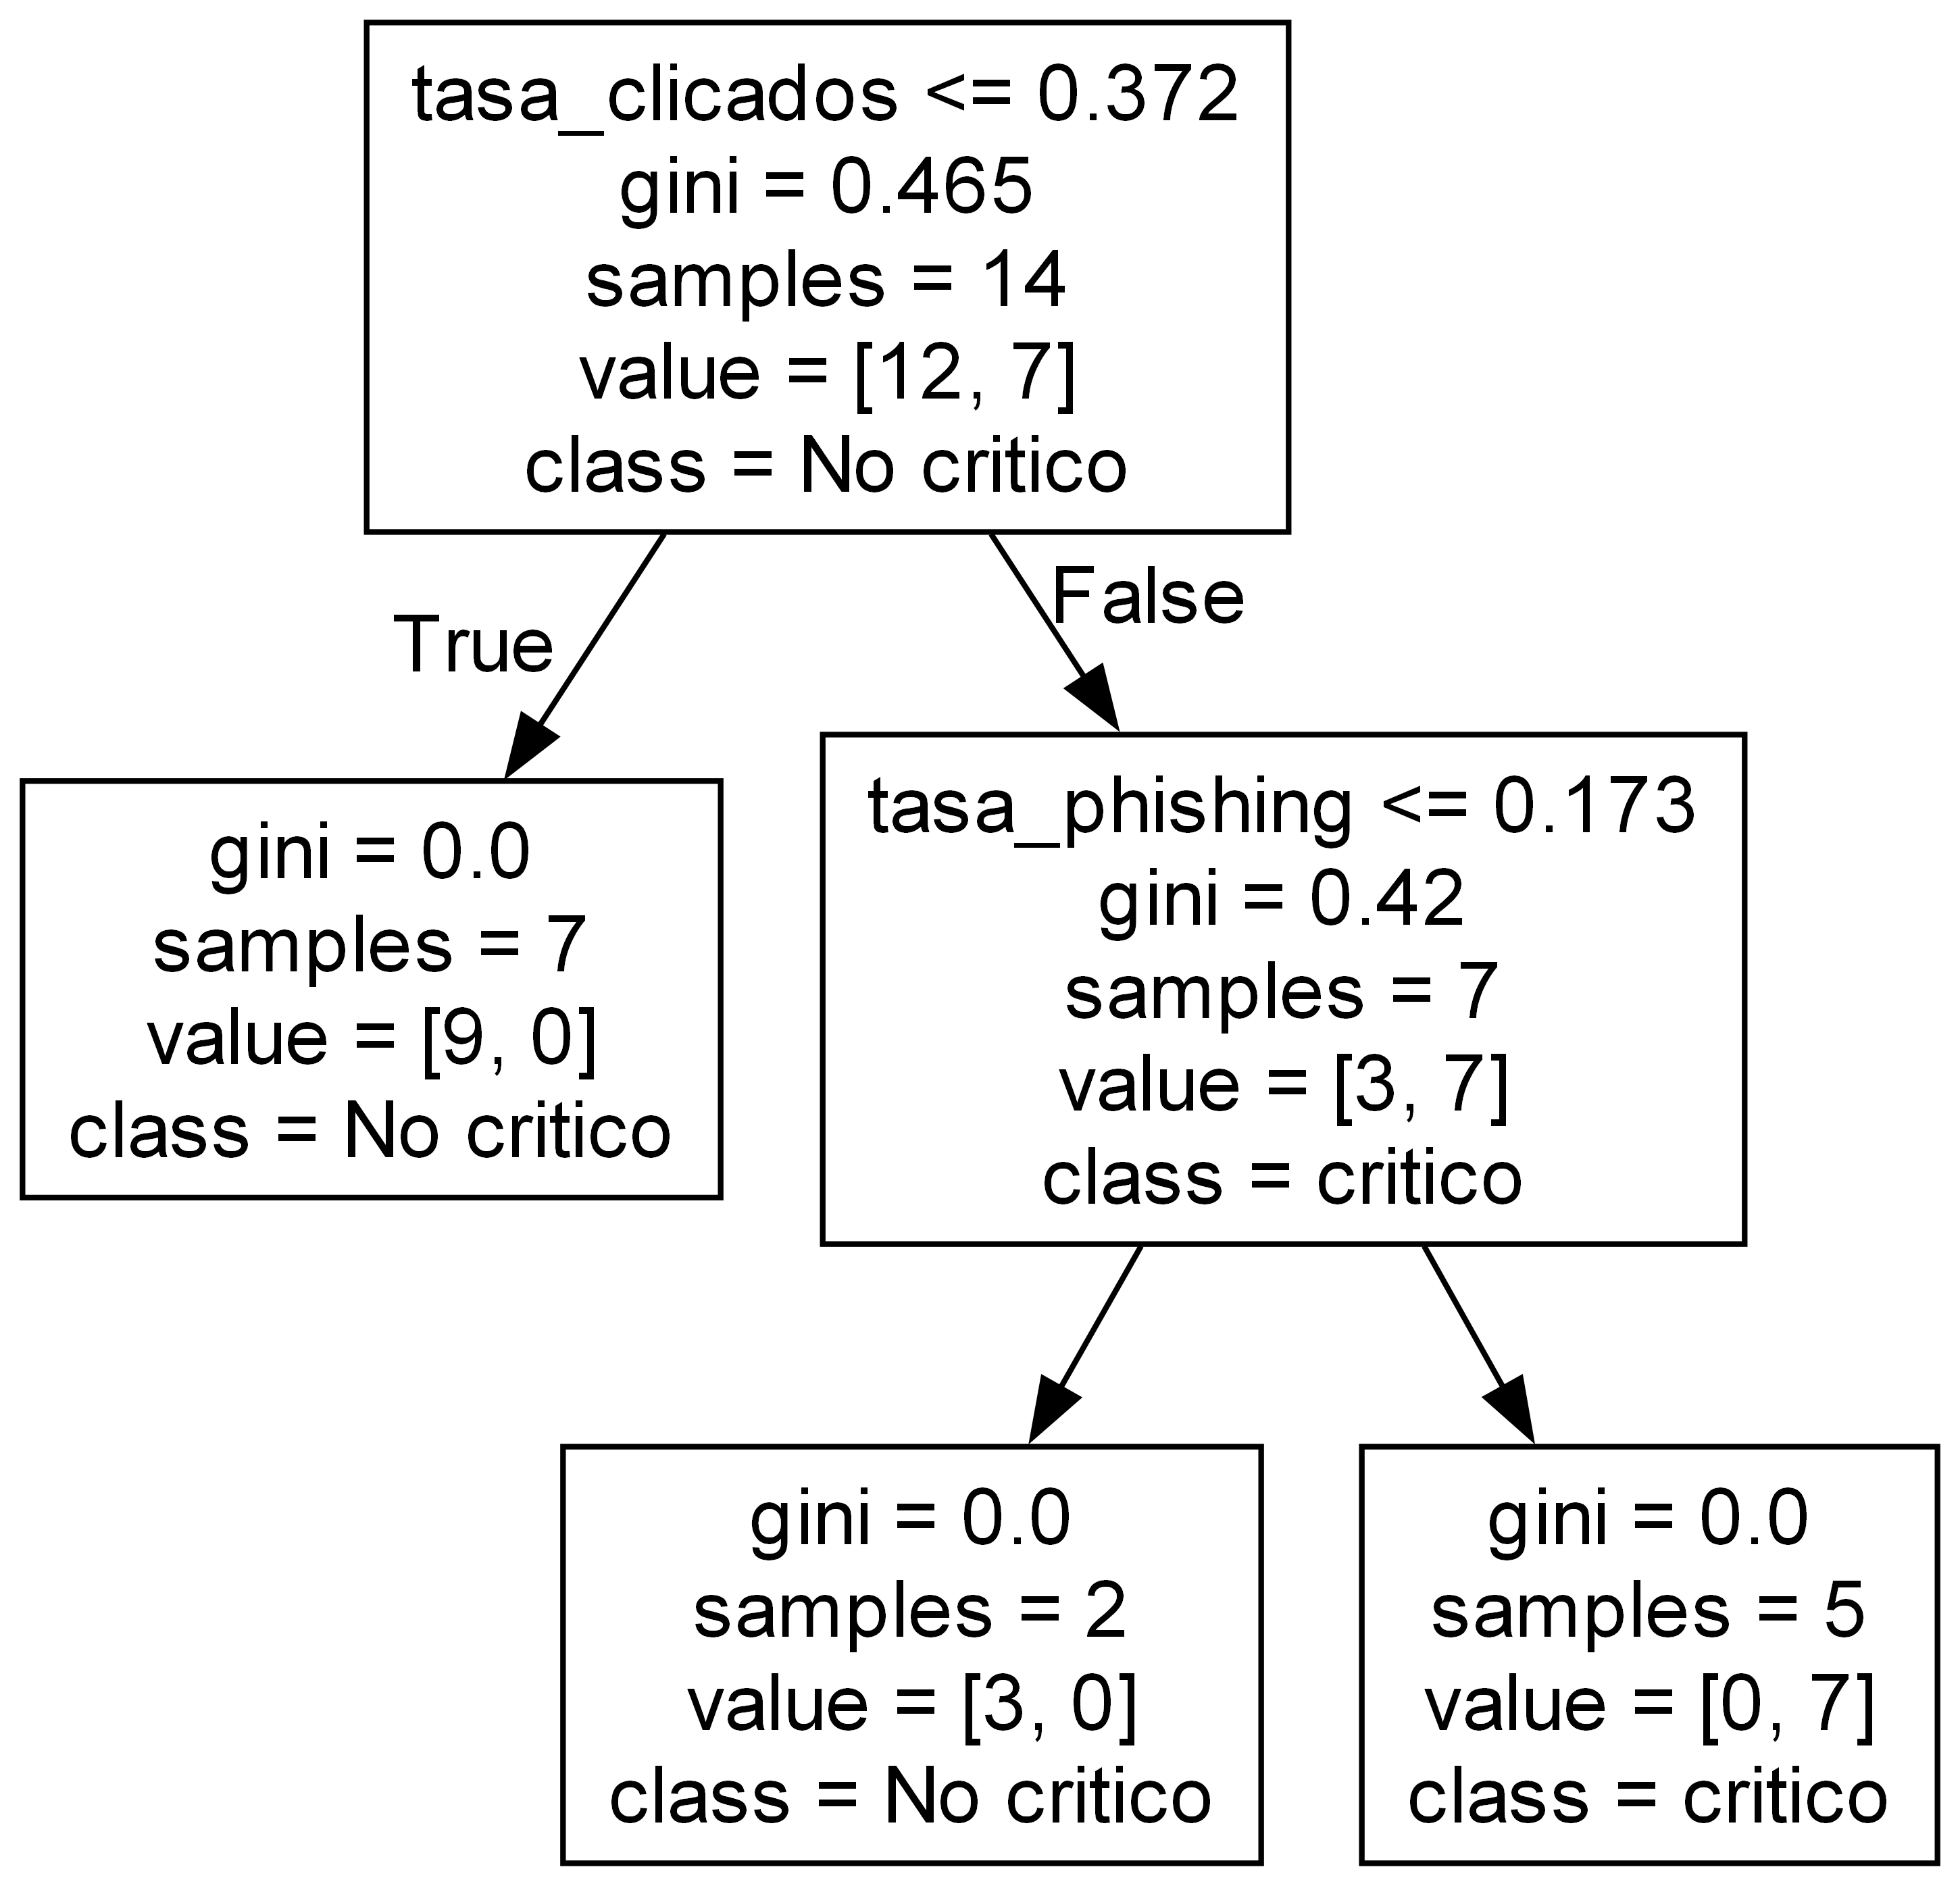 tasa_clicados <= 0.372
gini = 0.465
samples = 14
value = [12, 7]
class = No critico
True
False
gini = 0.0
samples = 7
value = [9, 0]
class = No critico
tasa_phishing <= 0.173
gini = 0.42
samples = 7
value = [3, 7]
class = critico
gini = 0.0
samples = 2
value = [3, 0]
class = No critico
gini = 0.0
samples = 5
value = [0, 7]
class = critico